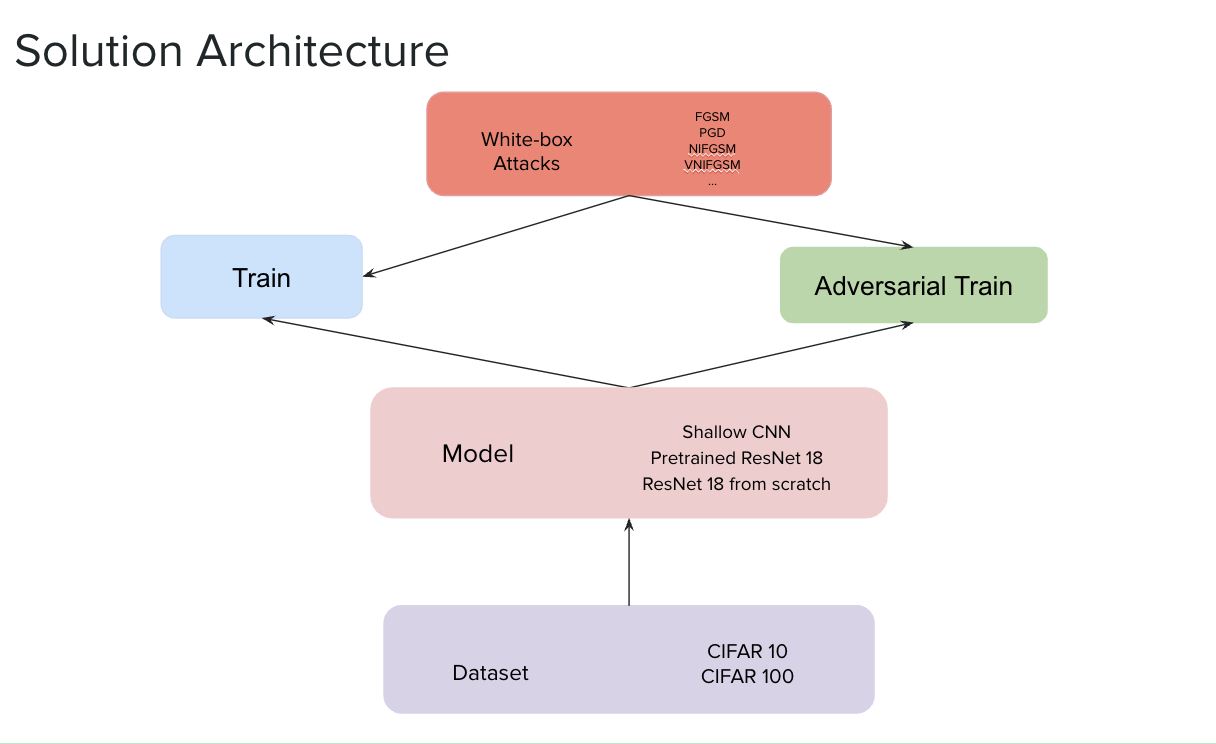 Solution Architecture
White-box
Attacks
FGSM
PGD
NIFGSM
VNIFGSM
...
Train
Adversarial Train
Model
Shallow CNN
Pretrained ResNet 18
ResNet 18 from scratch
Dataset
CIFAR 10
CIFAR 100